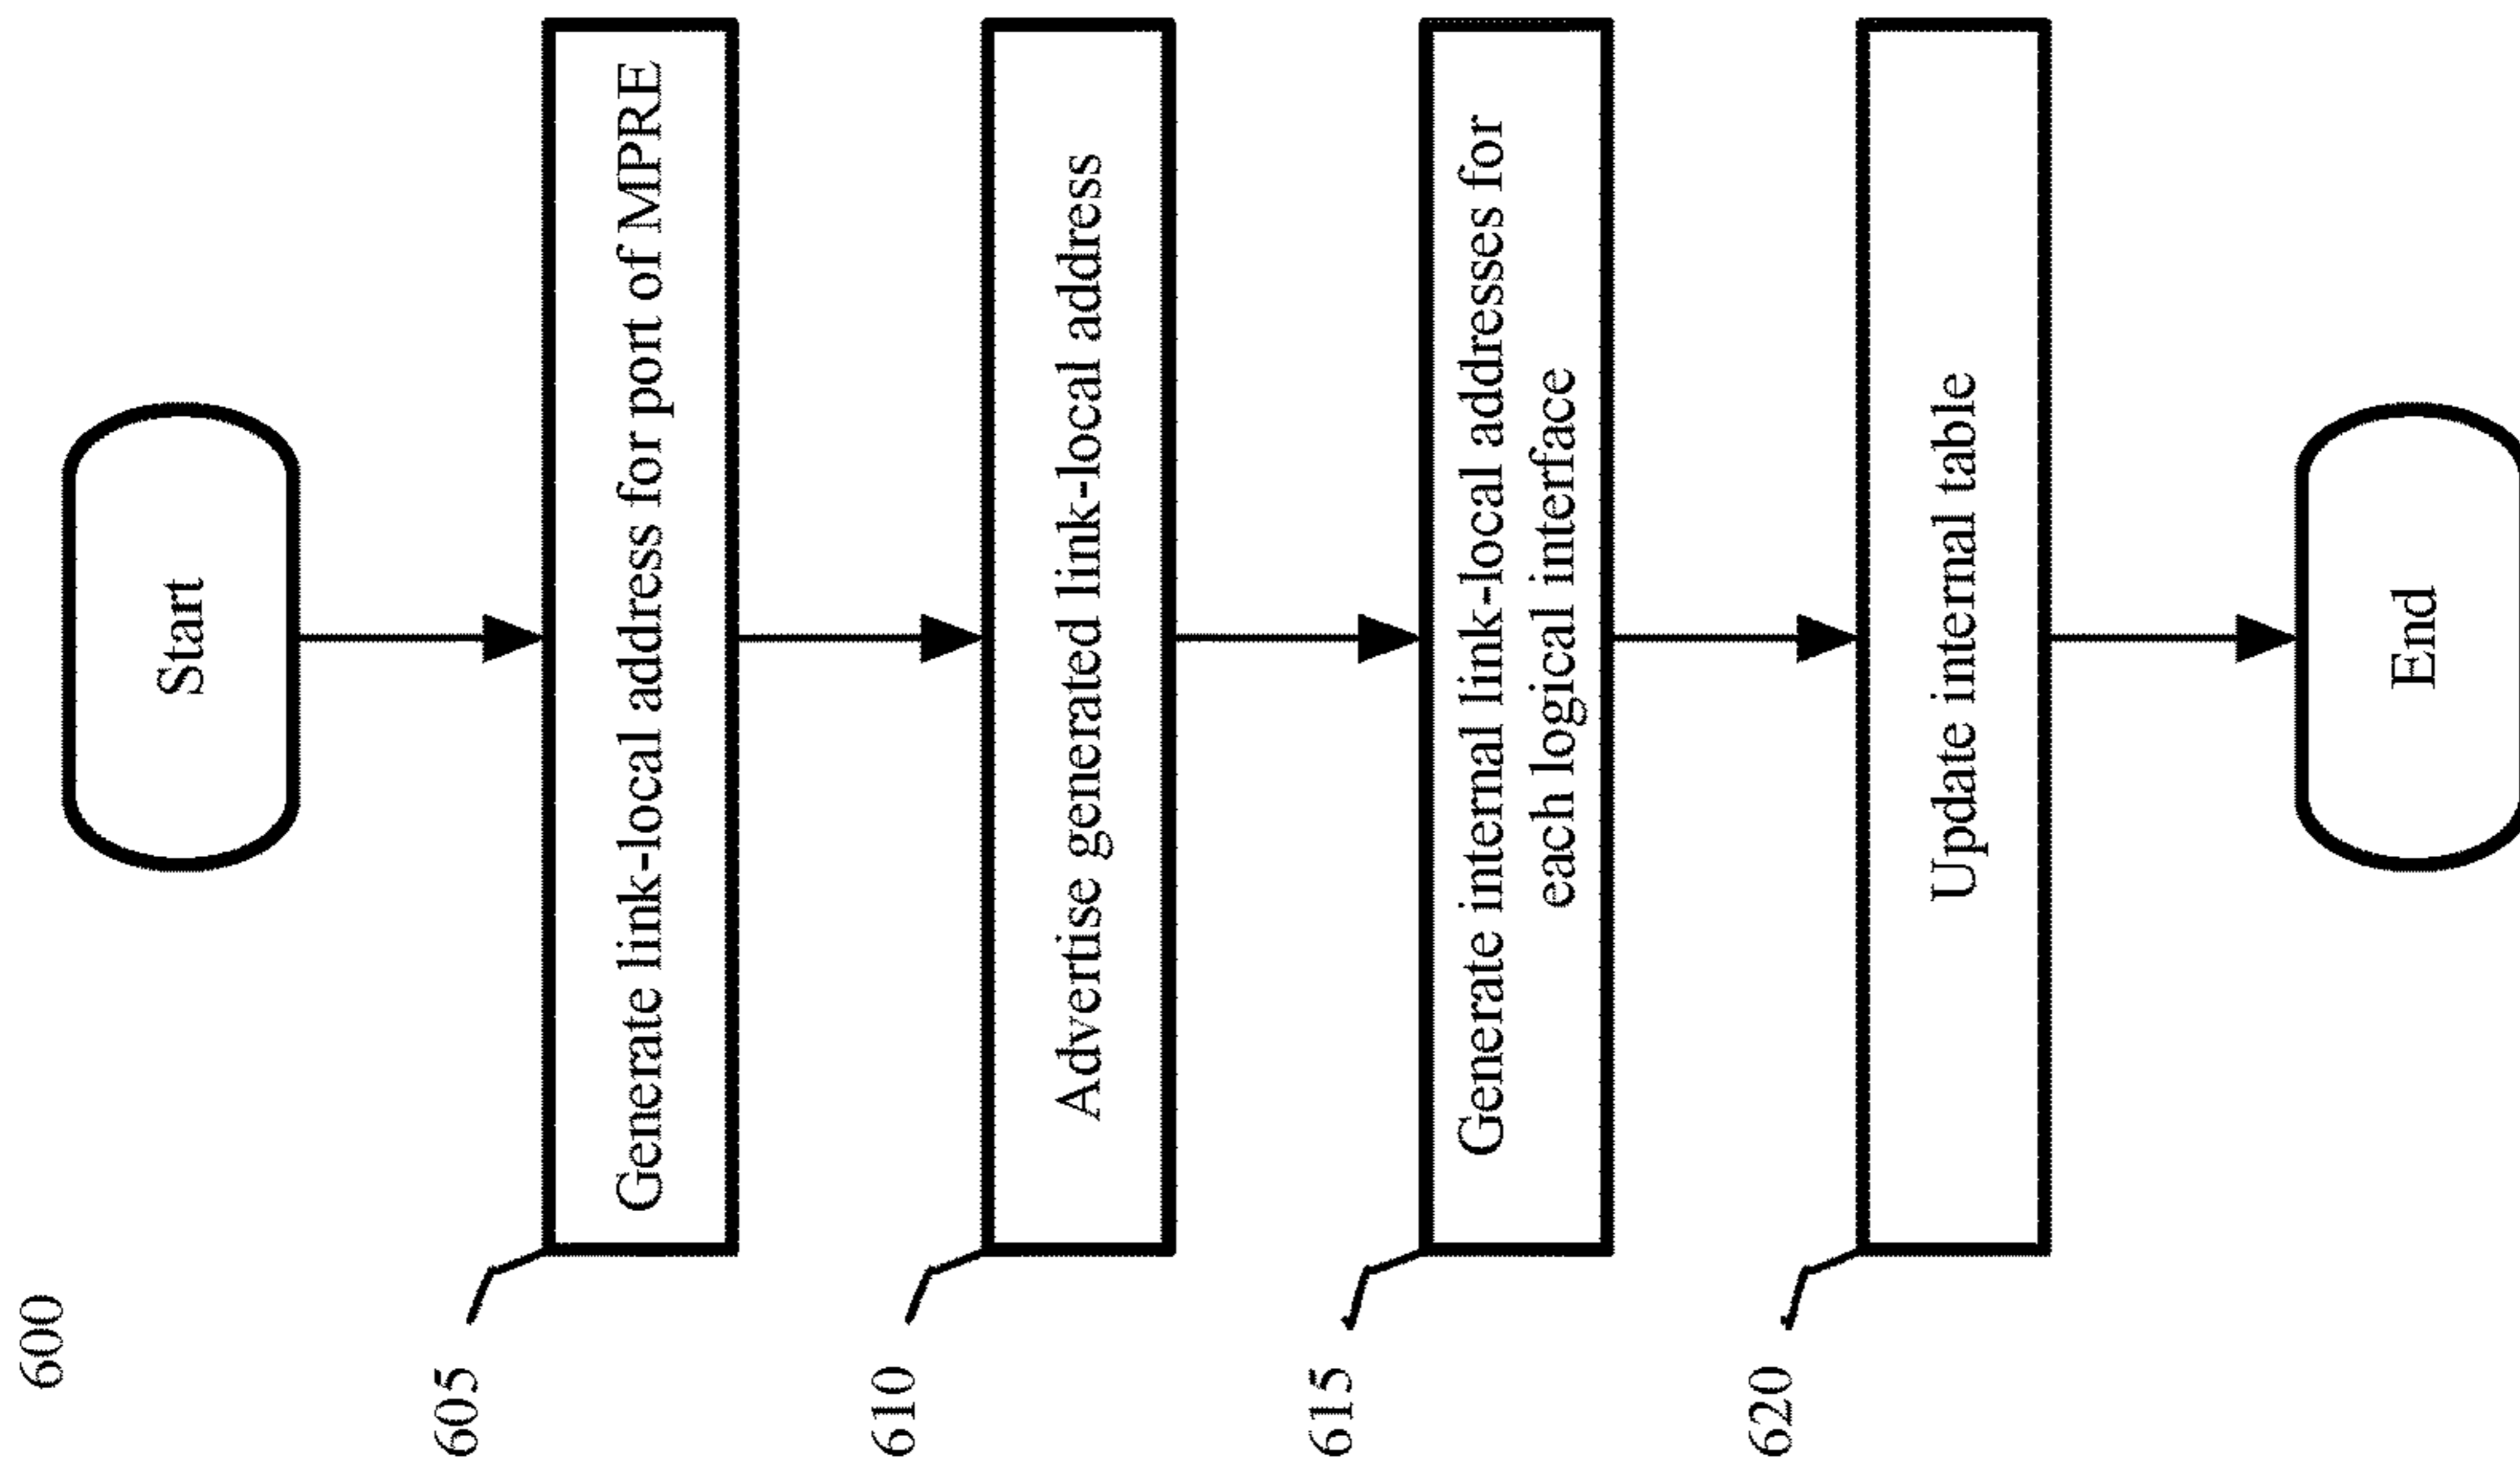 600
Start
605
Generate link-local address for port of MPRE
610
Advertise generated link-local address
615
Generate internal link-local addresses for
each logical interface
620
Update internal table
End